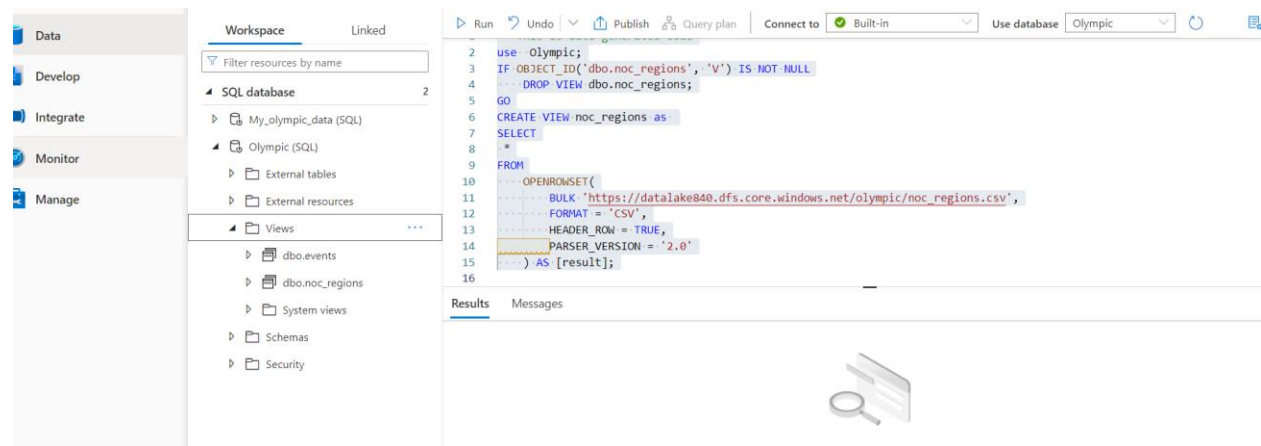 Data
Develop
Integrate
Monitor
Manage
Workspace Linked
Filter resources by name
SQL database 2
My_olympic_data (SQL)
Olympic (SQL)
External tables
External resources
Views ...
dbo.events
dbo.noc_regions
System views
Schemas
Security
Run Undo Publish Query plan Connect to Built-in Use database Olympic
2 use Olympic;
3 IF OBJECT_ID('dbo.noc_regions', 'V') IS NOT NULL
4 DROP VIEW dbo.noc_regions;
5 GO
6 CREATE VIEW noc_regions as
7 SELECT
8 *
9 FROM
10 OPENROWSET(
11 BULK 'https://datalake840.dfs.core.windows.net/olympic/noc_regions.csv',
12 FORMAT = 'CSV',
13 HEADER_ROW = TRUE,
14 PARSER_VERSION = '2.0'
15 ) AS [result];
16
Results Messages